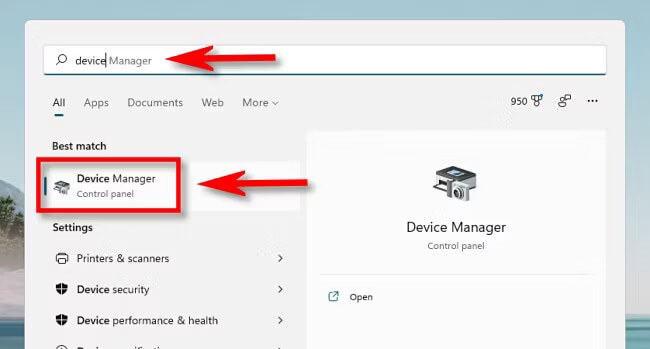 device Manager
All Apps Documents Web More
950
Best match
Device Manager
Control panel
Settings
Printers & scanners
Device security
Device performance & health
Device Manager
Control panel
Open